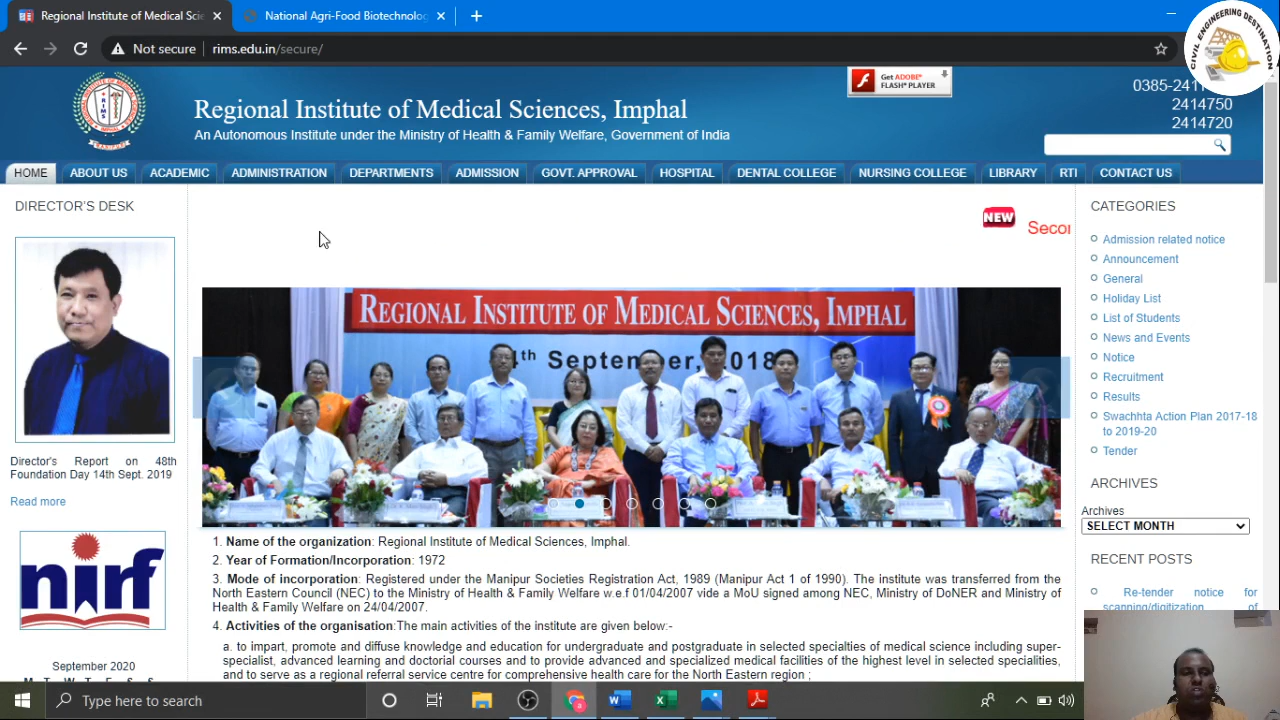 Regional Institute of Medical Scie
National Agri-Food Biotechnolog
Not secure
rims.edu.in/secure/
CIVIL ENGINEERING DESTINATION
Get ADOBE®
FLASH® PLAYER
0385-241
2414750
2414720
RIMS
Regional Institute of Medical Sciences, Imphal
An Autonomous Institute under the Ministry of Health & Family Welfare, Government of India
HOME
ABOUT US
ACADEMIC
ADMINISTRATION
DEPARTMENTS
ADMISSION
GOVT. APPROVAL
HOSPITAL
DENTAL COLLEGE
NURSING COLLEGE
LIBRARY
RTI
CONTACT US
DIRECTOR'S DESK
Director's Report on 48th
Foundation Day 14th Sept. 2019
Read more
nirf
September 2020
M T W T F S S
NEW
Secor
REGIONAL INSTITUTE OF MEDICAL SCIENCES, IMPHAL
4th September, 2018
1. Name of the organization: Regional Institute of Medical Sciences, Imphal.
2. Year of Formation/Incorporation: 1972
3. Mode of incorporation: Registered under the Manipur Societies Registration Act, 1989 (Manipur Act 1 of 1990). The institute was transferred from the
North Eastern Council (NEC) to the Ministry of Health & Family Welfare w.e.f 01/04/2007 vide a MoU signed among NEC, Ministry of DoNER and Ministry of
Health & Family Welfare on 24/04/2007.
4. Activities of the organisation:The main activities of the institute are given below:-
a. to impart, promote and diffuse knowledge and education for undergraduate and postgraduate in selected specialties of medical science including super-
specialist, advanced learning and doctorial courses and to provide advanced and specialized medical facilities of the highest level in selected specialities,
and to serve as a regional referral service centre for comprehensive health care for the North Eastern region ;
CATEGORIES
Admission related notice
Announcement
General
Holiday List
List of Students
News and Events
Notice
Recruitment
Results
Swachhta Action Plan 2017-18
to 2019-20
Tender
ARCHIVES
Archives
SELECT MONTH
RECENT POSTS
Re-tender notice for
scanning/digitization of
Type here to search